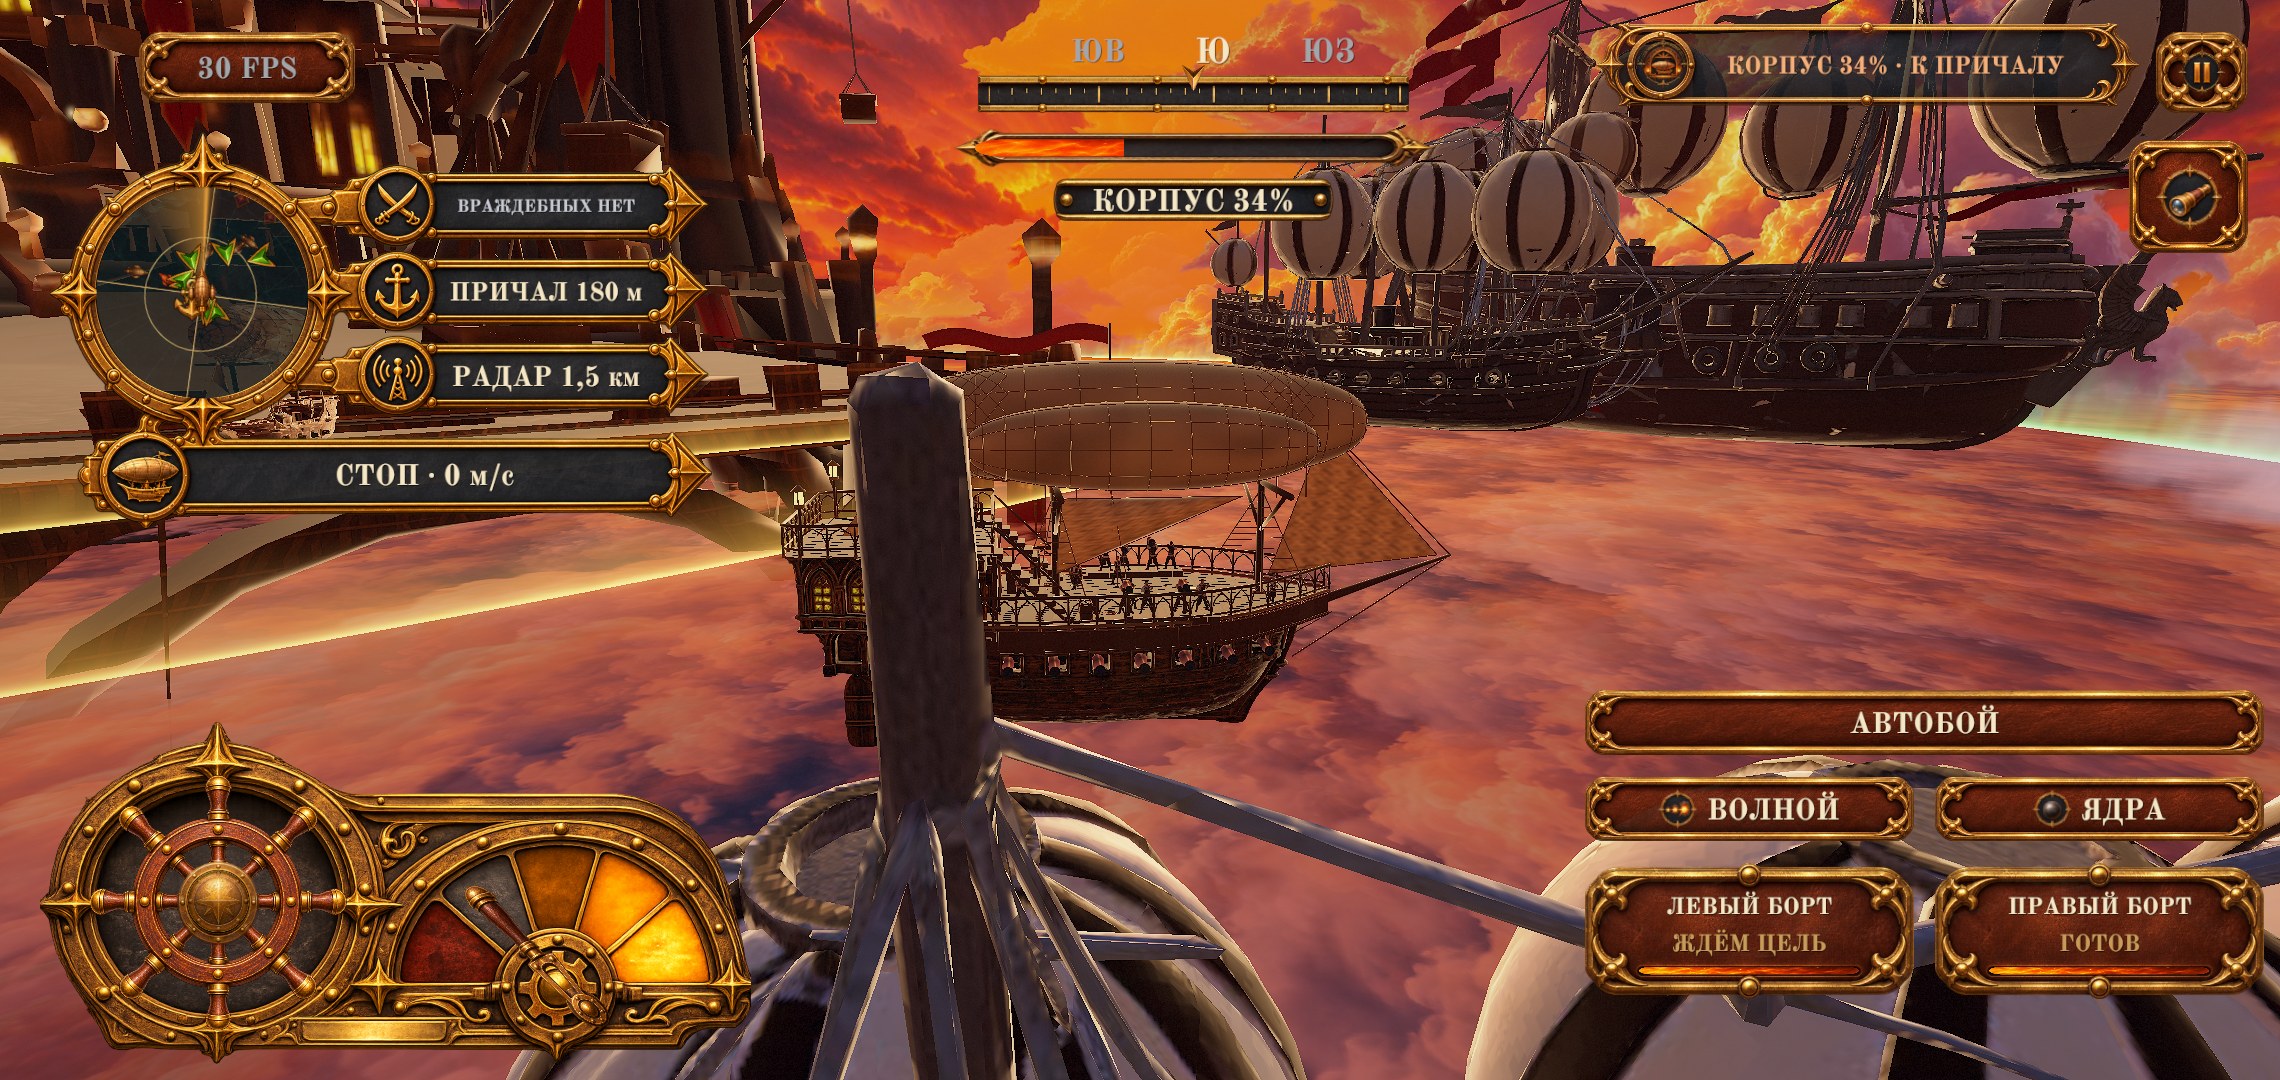 30 FPS
ЮВ Ю ЮЗ
КОРПУС 34% · К ПРИЧАЛУ
КОРПУС 34%
ВРАЖДЕБНЫХ НЕТ
ПРИЧАЛ 180 м
РАДАР 1,5 км
СТОП · 0 м/с
АВТОБОЙ
ВОЛНОЙ
ЯДРА
ЛЕВЫЙ БОРТ
ЖДЁМ ЦЕЛЬ
ПРАВЫЙ БОРТ
ГОТОВ